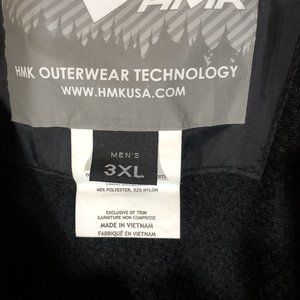 HMK
HMK OUTERWEAR TECHNOLOGY
WWW.HMKUSA.COM
MEN'S
3XL
48% POLYESTER, 52% NYLON
EXCLUSIVE OF TRIM
GARNITURE NON COMPRISE
MADE IN VIETNAM
FABRIQUÉ EN VIETNAM